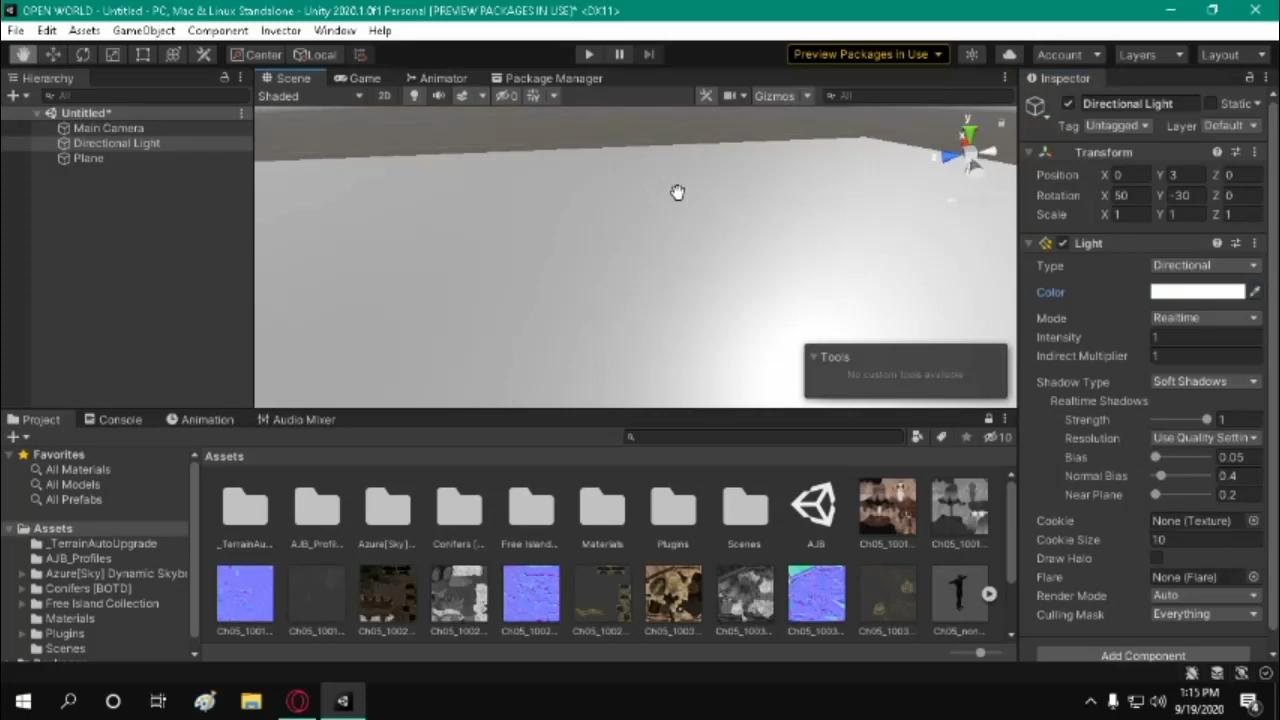 OPEN WORLD - Untitled - PC, Mac & Linux Standalone - Unity 2020.1.0f1 Personal [PREVIEW PACKAGES IN USE]* <DX11>
File Edit Assets GameObject Component Invector Window Help
Center Local Preview Packages in Use Account Layers Layout
Hierarchy Scene Game Animator Package Manager Inspector
All Shaded 2D 0 Gizmos All Directional Light Static
Untitled*
Main Camera
Directional Light
Plane
y
x
z
Tag Untagged Layer Default
Transform
Position X 0 Y 3 Z 0
Rotation X 50 Y -30 Z 0
Scale X 1 Y 1 Z 1
Light
Type Directional
Color
Mode Realtime
Intensity 1
Indirect Multiplier 1
Shadow Type Soft Shadows
Realtime Shadows
Strength 1
Resolution Use Quality Settin
Bias 0.05
Normal Bias 0.4
Near Plane 0.2
Cookie None (Texture)
Cookie Size 10
Draw Halo
Flare None (Flare)
Render Mode Auto
Culling Mask Everything
Add Component
Tools
No custom tools available
Project Console Animation Audio Mixer
10
Favorites
All Materials
All Models
All Prefabs
Assets
_TerrainAutoUpgrade
AJB_Profiles
Azure[Sky] Dynamic Skyb
Conifers [BOTD]
Free Island Collection
Materials
Plugins
Scenes
Assets
_TerrainAu... AJB_Profil... Azure[Sky]... Conifers [... Free Island... Materials Plugins Scenes AJB Ch05_1001... Ch05_1001...
Ch05_1001... Ch05_1001... Ch05_1002... Ch05_1002... Ch05_1002... Ch05_1002... Ch05_1003... Ch05_1003... Ch05_1003... Ch05_1003... Ch05_non...
1:15 PM
9/19/2020
4